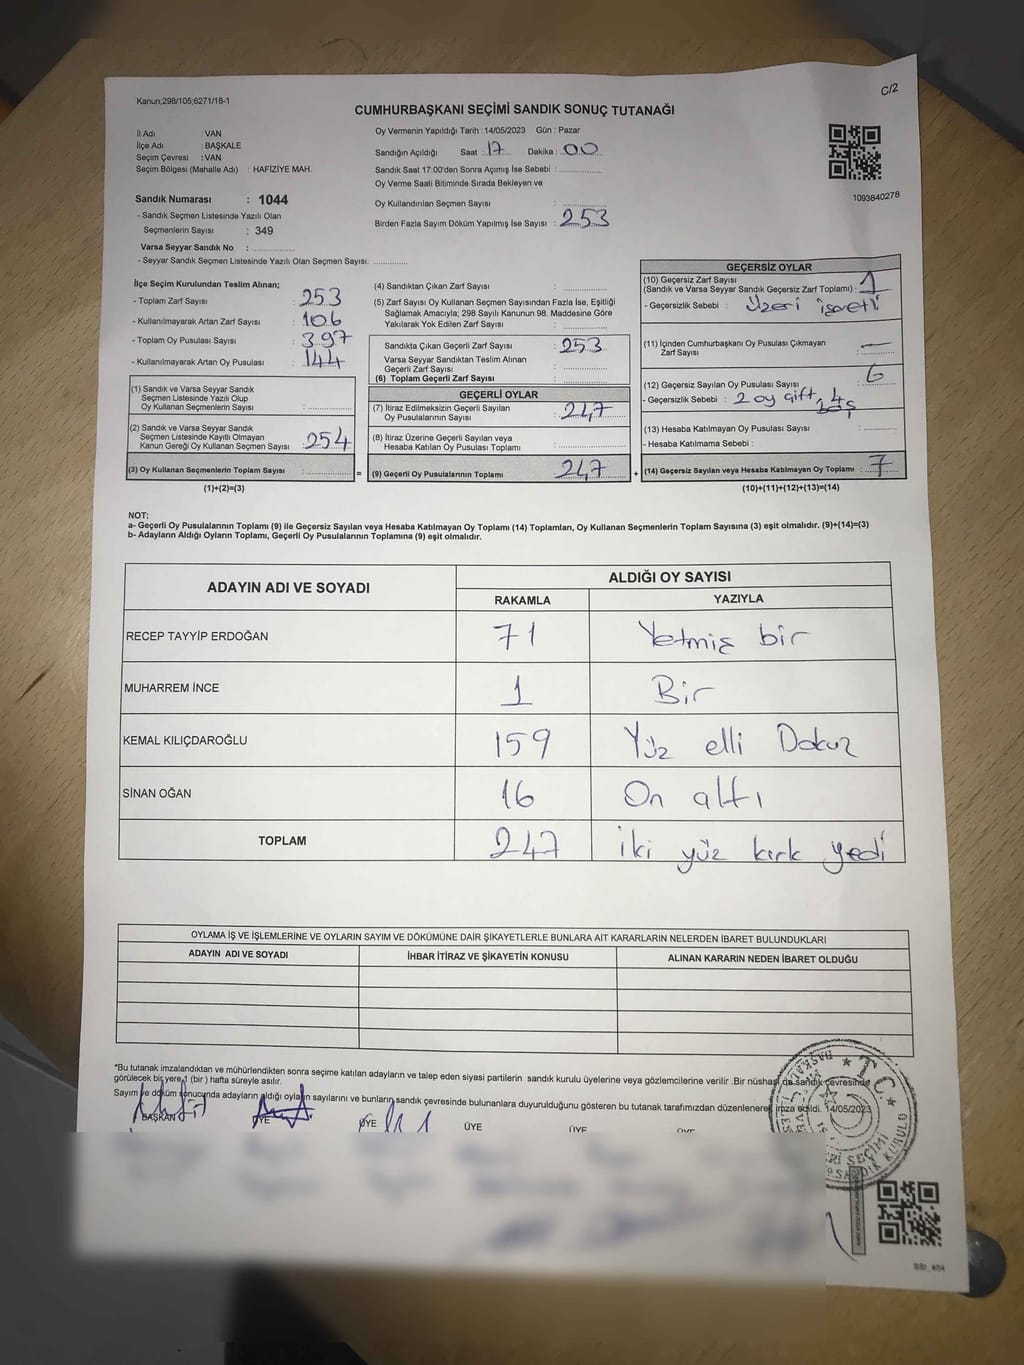 Kanun;298/105;6271/18-1
C/2
CUMHURBAŞKANI SEÇİMİ SANDIK SONUÇ TUTANAĞI
İl Adı : VAN
İlçe Adı : BAŞKALE
Seçim Çevresi : VAN
Seçim Bölgesi (Mahalle Adı) : HAFİZİYE MAH.
Sandık Numarası : 1044
- Sandık Seçmen Listesinde Yazılı Olan
Seçmenlerin Sayısı : 349
Varsa Seyyar Sandık No :
- Seyyar Sandık Seçmen Listesinde Yazılı Olan Seçmen Sayısı:
Oy Vermenin Yapıldığı Tarih : 14/05/2023 Gün : Pazar
Sandığın Açıldığı Saat : 17 Dakika : 00
Sandık Saat 17:00'den Sonra Açımış İse Sebebi :
Oy Verme Saati Bitiminde Sırada Bekleyen ve
Oy Kullandırılan Seçmen Sayısı :
Birden Fazla Sayım Döküm Yapılmış İse Sayısı : 253
1093840278
İlçe Seçim Kurulundan Teslim Alınan;
- Toplam Zarf Sayısı : 253
- Kullanılmayarak Artan Zarf Sayısı : 106
- Toplam Oy Pusulası Sayısı : 397
- Kullanılmayarak Artan Oy Pusulası : 144
(1) Sandık ve Varsa Seyyar Sandık
Seçmen Listesinde Yazılı Olup
Oy Kullanan Seçmenlerin Sayısı :
(2) Sandık ve Varsa Seyyar Sandık
Seçmen Listesinde Kayıtlı Olmayan
Kanun Gereği Oy Kullanan Seçmen Sayısı : 254
(3) Oy Kullanan Seçmenlerin Toplam Sayısı :
(1)+(2)=(3)
(4) Sandıktan Çıkan Zarf Sayısı :
(5) Zarf Sayısı Oy Kullanan Seçmen Sayısından Fazla İse, Eşitliği
Sağlamak Amacıyla; 298 Sayılı Kanunun 98. Maddesine Göre
Yakılarak Yok Edilen Zarf Sayısı :
Sandıkta Çıkan Geçerli Zarf Sayısı : 253
Varsa Seyyar Sandıktan Teslim Alınan
Geçerli Zarf Sayısı :
(6) Toplam Geçerli Zarf Sayısı :
GEÇERLİ OYLAR
(7) İtiraz Edilmeksizin Geçerli Sayılan
Oy Pusulalarının Sayısı : 247
(8) İtiraz Üzerine Geçerli Sayılan veya
Hesaba Katılan Oy Pusulası Toplamı :
= (9) Geçerli Oy Pusulalarının Toplamı : 247
GEÇERSİZ OYLAR
(10) Geçersiz Zarf Sayısı
(Sandık ve Varsa Seyyar Sandık Geçersiz Zarf Toplamı) : 1
- Geçersizlik Sebebi : Üzeri işaretli
(11) İçinden Cumhurbaşkanı Oy Pusulası Çıkmayan
Zarf Sayısı : —
(12) Geçersiz Sayılan Oy Pusulası Sayısı : 6
- Geçersizlik Sebebi : 2 oy çift, 4
(13) Hesaba Katılmayan Oy Pusulası Sayısı :
- Hesaba Katılmama Sebebi :
+ (14) Geçersiz Sayılan veya Hesaba Katılmayan Oy Toplamı : 7
(10)+(11)+(12)+(13)=(14)
NOT:
a- Geçerli Oy Pusulalarının Toplamı (9) ile Geçersiz Sayılan veya Hesaba Katılmayan Oy Toplamı (14) Toplamları, Oy Kullanan Seçmenlerin Toplam Sayısına (3) eşit olmalıdır. (9)+(14)=(3)
b- Adayların Aldığı Oyların Toplamı, Geçerli Oy Pusulalarının Toplamına (9) eşit olmalıdır.
ADAYIN ADI VE SOYADI ALDIĞI OY SAYISI
RAKAMLA YAZIYLA
RECEP TAYYİP ERDOĞAN 71 Yetmiş bir
MUHARREM İNCE 1 Bir
KEMAL KILIÇDAROĞLU 159 Yüz elli Dokuz
SİNAN OĞAN 16 On altı
TOPLAM 247 iki yüz kırk yedi
OYLAMA İŞ VE İŞLEMLERİNE VE OYLARIN SAYIM VE DÖKÜMÜNE DAİR ŞİKAYETLERLE BUNLARA AİT KARARLARIN NELERDEN İBARET BULUNDUKLARI
ADAYIN ADI VE SOYADI İHBAR İTİRAZ VE ŞİKAYETİN KONUSU ALINAN KARARIN NEDEN İBARET OLDUĞU
*Bu tutanak imzalandıktan ve mühürlendikten sonra seçime katılan adayların ve talep eden siyasi partilerin sandık kurulu üyelerine veya gözlemcilerine verilir .Bir nüshası da sandık çevresinde
görülecek bir yere 1 (bir ) hafta süreyle asılır.
Sayım ve döküm sonucunda adayların aldığı oyların sayılarını ve bunların sandık çevresinde bulunanlara duyurulduğunu gösteren bu tutanak tarafımızdan düzenlenerek imza edildi. 14/05/2023
BAŞKAN ÜYE ÜYE ÜYE ÜYE ÜYE
T.C.